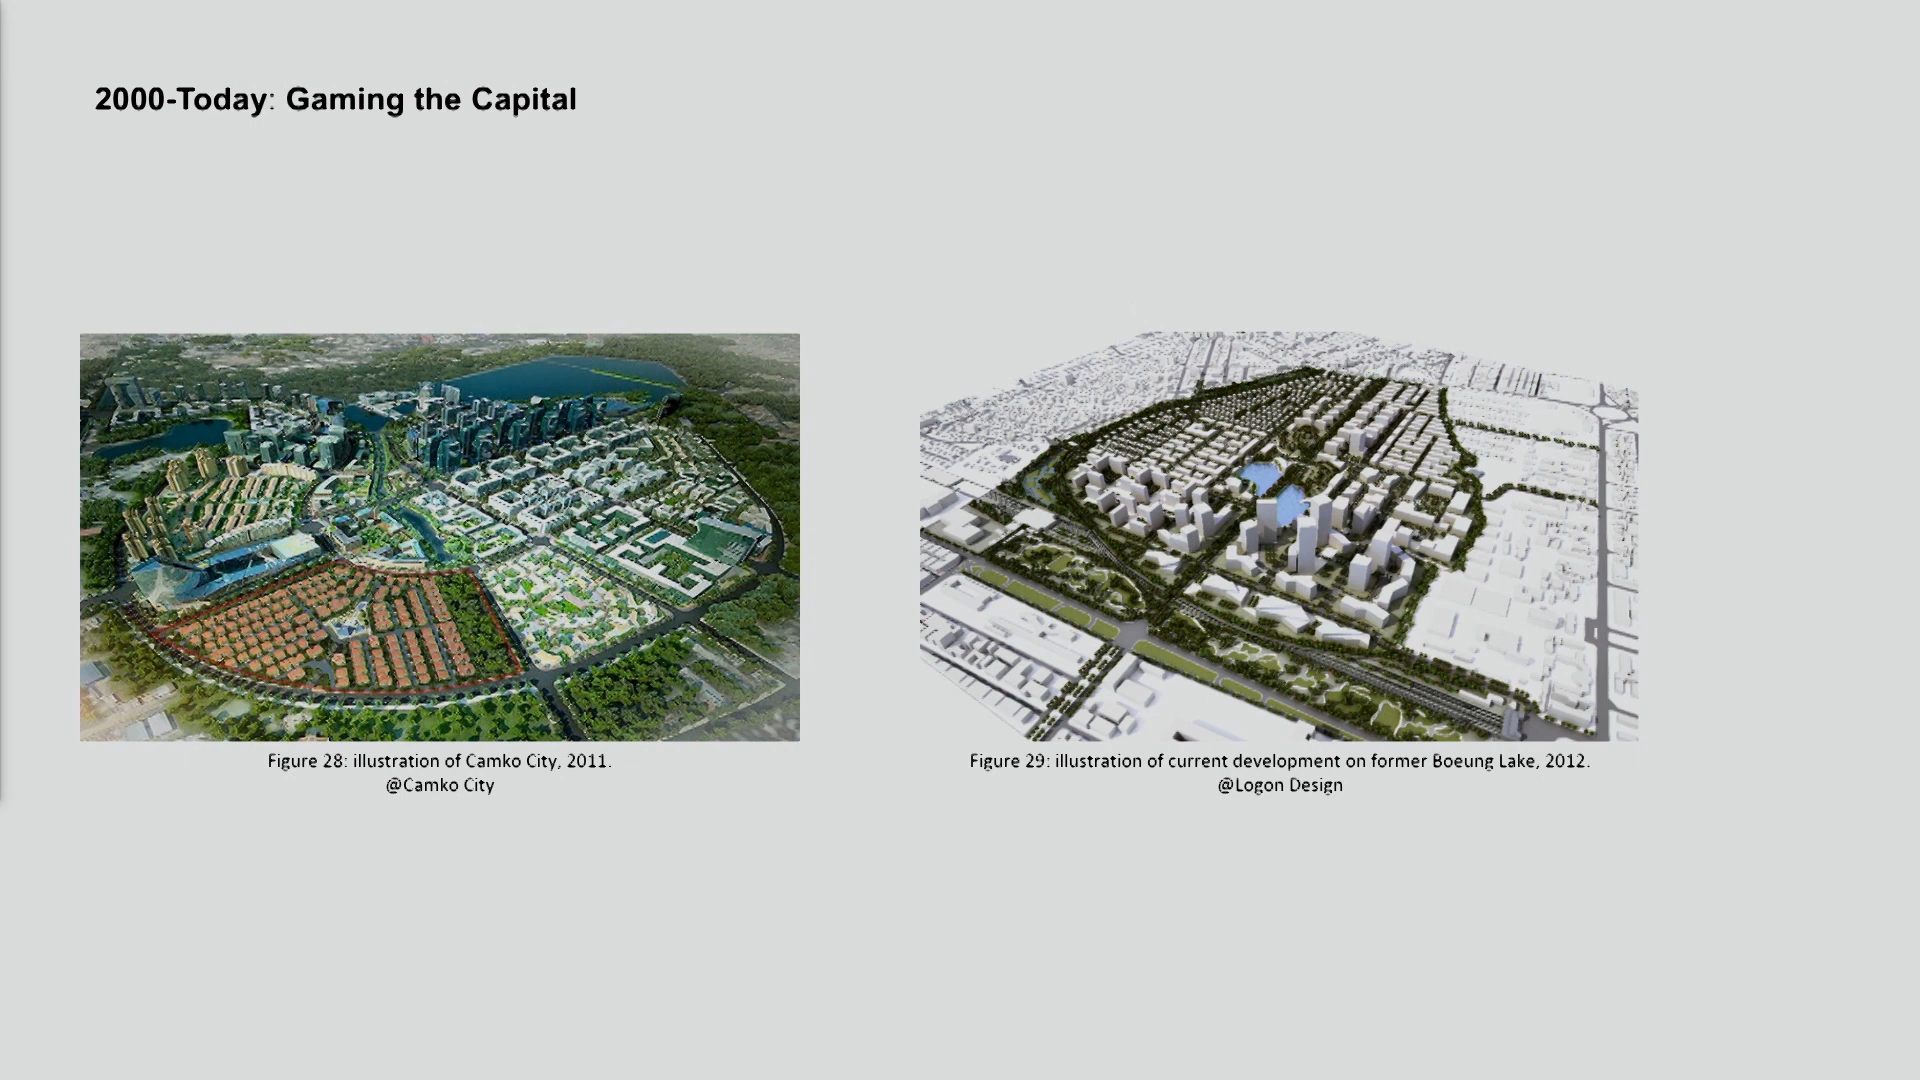 2000-Today: Gaming the Capital
Figure 28: illustration of Camko City, 2011.
@Camko City
Figure 29: illustration of current development on former Boeung Lake, 2012.
@Logon Design